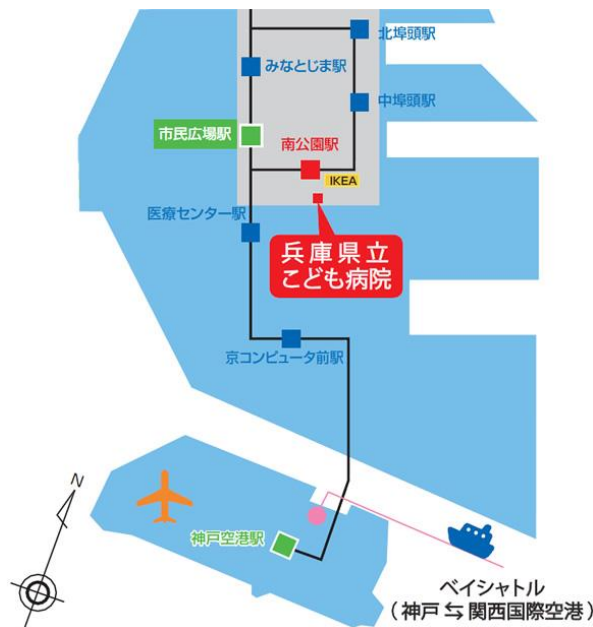 北埠頭駅
みなとじま駅
中埠頭駅
市民広場駅
南公園駅
IKEA
医療センター駅
兵庫県立
こども病院
京コンピュータ前駅
N
神戸空港駅
ベイシャトル
(神戸⇆関西国際空港)